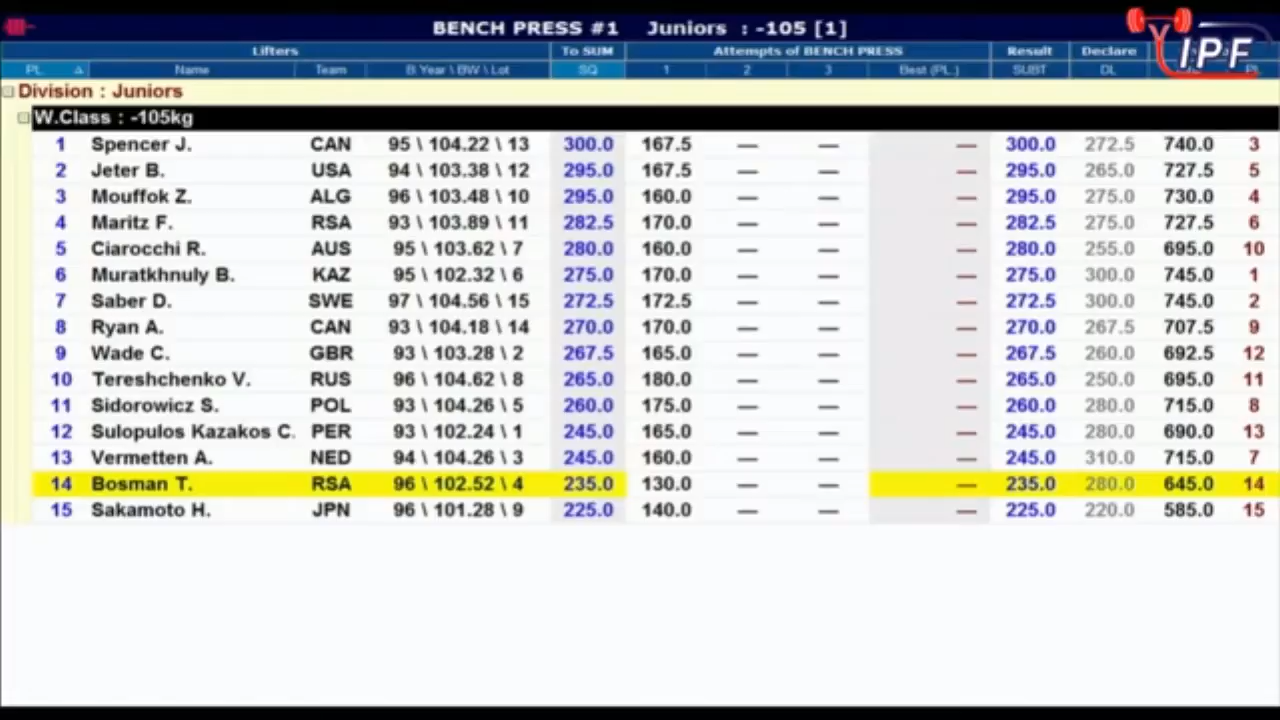 BENCH PRESS #1 Juniors : -105 [1]
IPF
Lifters To SUM Attempts of BENCH PRESS Result Declare
PL Name Team B.Year \ BW \ Lot SQ 1 2 3 Best (PL.) SUBT DL PL
Division : Juniors
W.Class : -105kg
1 Spencer J. CAN 95 \ 104.22 \ 13 300.0 167.5 — — — 300.0 272.5 740.0 3
2 Jeter B. USA 94 \ 103.38 \ 12 295.0 167.5 — — — 295.0 265.0 727.5 5
3 Mouffok Z. ALG 96 \ 103.48 \ 10 295.0 160.0 — — — 295.0 275.0 730.0 4
4 Maritz F. RSA 93 \ 103.89 \ 11 282.5 170.0 — — — 282.5 275.0 727.5 6
5 Ciarocchi R. AUS 95 \ 103.62 \ 7 280.0 160.0 — — — 280.0 255.0 695.0 10
6 Muratkhnuly B. KAZ 95 \ 102.32 \ 6 275.0 170.0 — — — 275.0 300.0 745.0 1
7 Saber D. SWE 97 \ 104.56 \ 15 272.5 172.5 — — — 272.5 300.0 745.0 2
8 Ryan A. CAN 93 \ 104.18 \ 14 270.0 170.0 — — — 270.0 267.5 707.5 9
9 Wade C. GBR 93 \ 103.28 \ 2 267.5 165.0 — — — 267.5 260.0 692.5 12
10 Tereshchenko V. RUS 96 \ 104.62 \ 8 265.0 180.0 — — — 265.0 250.0 695.0 11
11 Sidorowicz S. POL 93 \ 104.26 \ 5 260.0 175.0 — — — 260.0 280.0 715.0 8
12 Sulopulos Kazakos C. PER 93 \ 102.24 \ 1 245.0 165.0 — — — 245.0 280.0 690.0 13
13 Vermetten A. NED 94 \ 104.26 \ 3 245.0 160.0 — — — 245.0 310.0 715.0 7
14 Bosman T. RSA 96 \ 102.52 \ 4 235.0 130.0 — — — 235.0 280.0 645.0 14
15 Sakamoto H. JPN 96 \ 101.28 \ 9 225.0 140.0 — — — 225.0 220.0 585.0 15